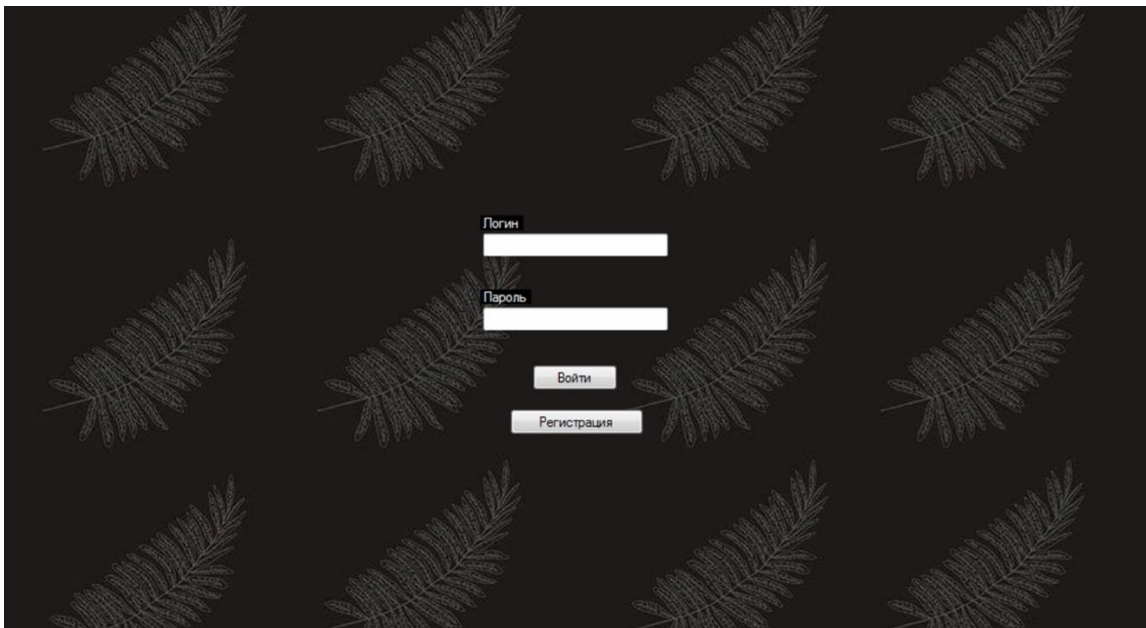 Логин
Пароль
Войти
Регистрация